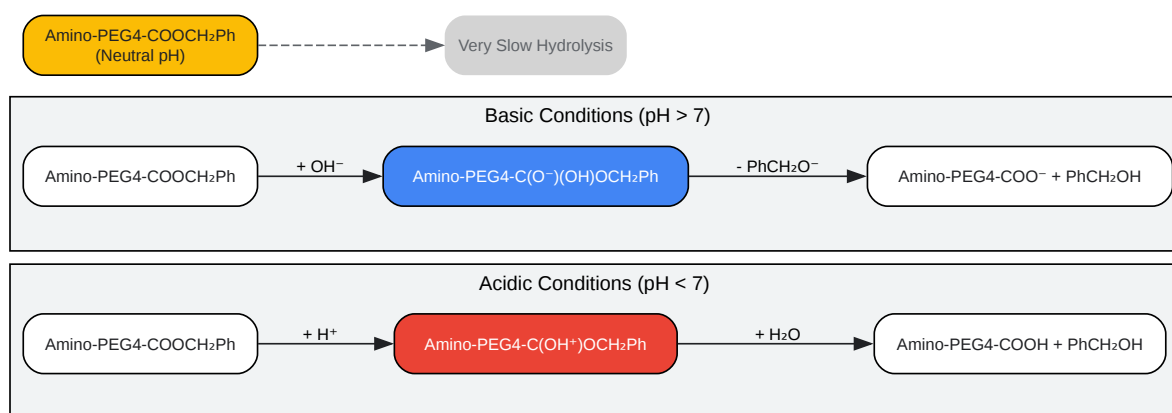 Amino-PEG4-COOCH₂Ph
(Neutral pH)
Very Slow Hydrolysis
Basic Conditions (pH > 7)
Amino-PEG4-COOCH₂Ph
+ OH⁻
Amino-PEG4-C(O⁻)(OH)OCH₂Ph
- PhCH₂O⁻
Amino-PEG4-COO⁻ + PhCH₂OH
Acidic Conditions (pH < 7)
Amino-PEG4-COOCH₂Ph
+ H⁺
Amino-PEG4-C(OH⁺)OCH₂Ph
+ H₂O
Amino-PEG4-COOH + PhCH₂OH